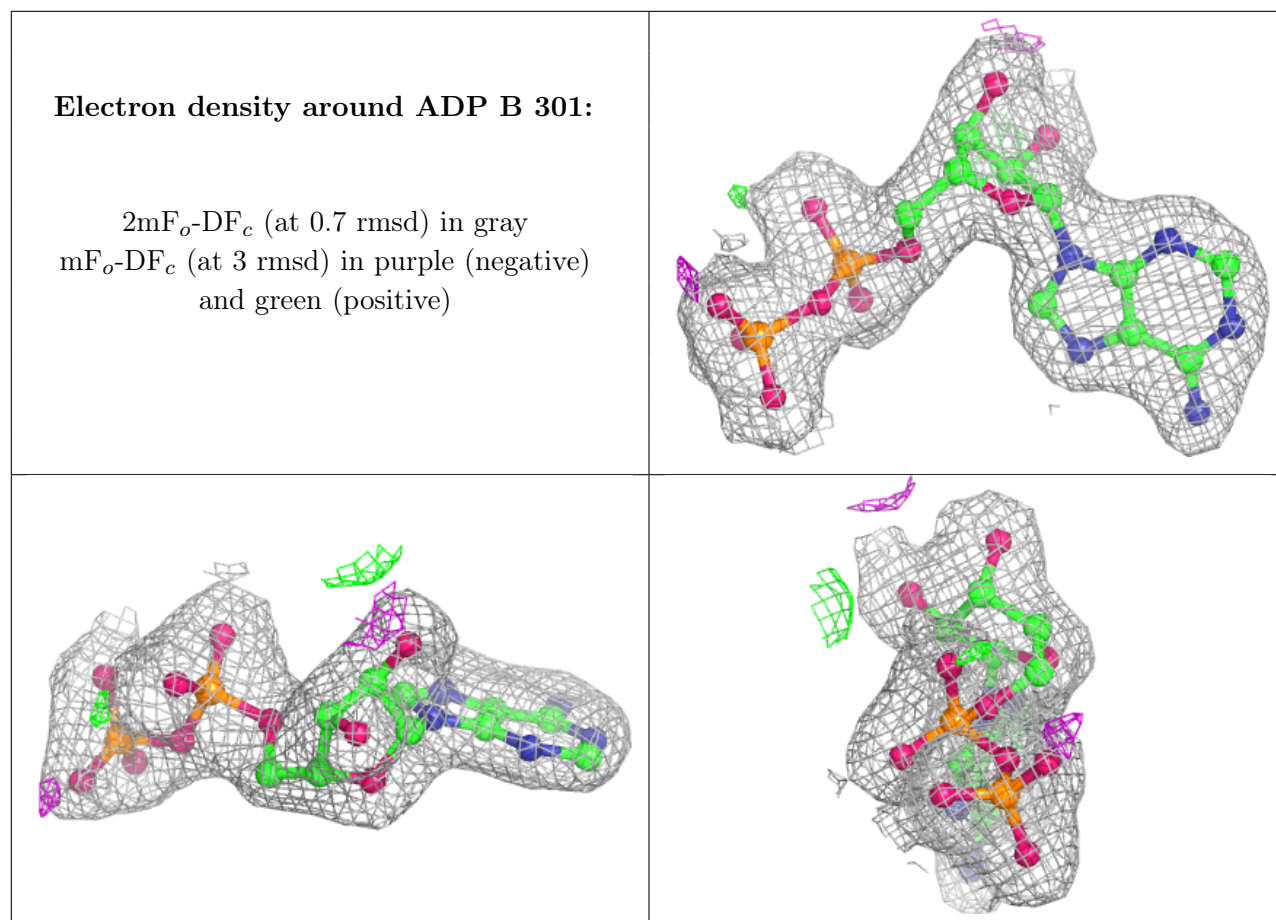 Electron density around ADP B 301:
2mFo-DFc (at 0.7 rmsd) in gray
mFo-DFc (at 3 rmsd) in purple (negative)
and green (positive)